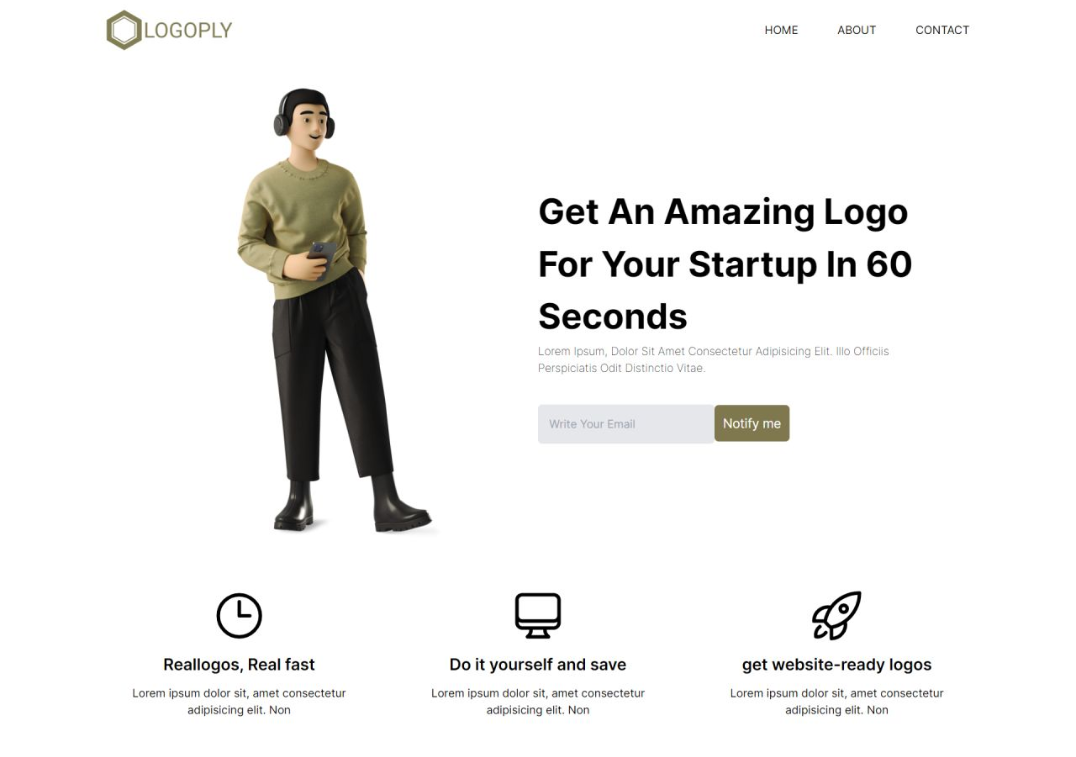 LOGOPLY
HOME ABOUT CONTACT
Get An Amazing Logo
For Your Startup In 60
Seconds
Lorem Ipsum, Dolor Sit Amet Consectetur Adipisicing Elit. Illo Officiis
Perspiciatis Odit Distinctio Vitae.
Write Your Email
Notify me
Reallogos, Real fast
Lorem ipsum dolor sit, amet consectetur
adipisicing elit. Non
Do it yourself and save
Lorem ipsum dolor sit, amet consectetur
adipisicing elit. Non
get website-ready logos
Lorem ipsum dolor sit, amet consectetur
adipisicing elit. Non